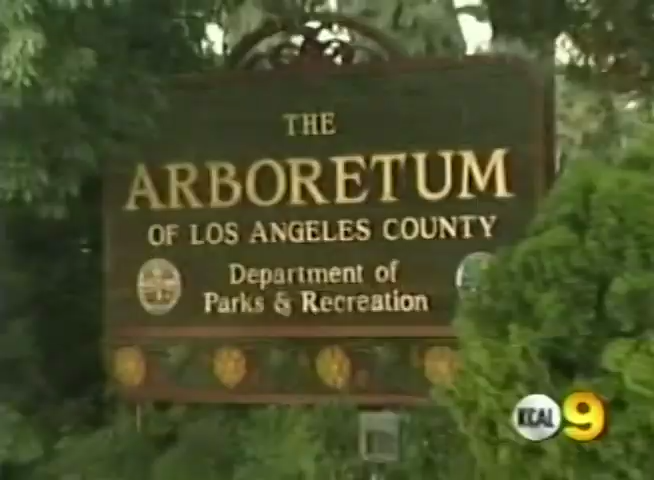 THE
ARBORETUM
OF LOS ANGELES COUNTY
Department of
Parks & Recreation
KCAL 9